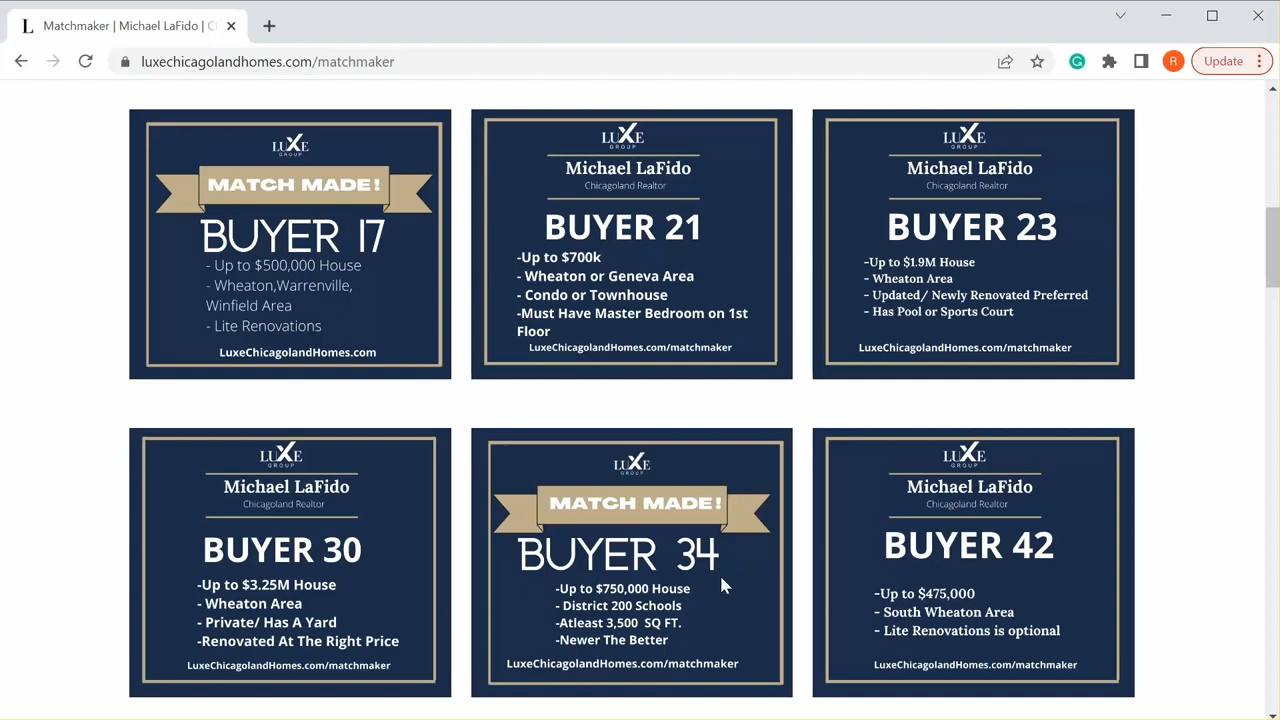 L Matchmaker | Michael LaFido | C
luxechicagolandhomes.com/matchmaker
R
Update
LUXE
GROUP
MATCH MADE!
BUYER 17
- Up to $500,000 House
- Wheaton,Warrenville,
Winfield Area
- Lite Renovations
LuxeChicagolandHomes.com
LUXE
GROUP
Michael LaFido
Chicagoland Realtor
BUYER 21
-Up to $700k
- Wheaton or Geneva Area
- Condo or Townhouse
-Must Have Master Bedroom on 1st
Floor
LuxeChicagolandHomes.com/matchmaker
LUXE
GROUP
Michael LaFido
Chicagoland Realtor
BUYER 23
-Up to $1.9M House
- Wheaton Area
- Updated/ Newly Renovated Preferred
- Has Pool or Sports Court
LuxeChicagolandHomes.com/matchmaker
LUXE
GROUP
Michael LaFido
Chicagoland Realtor
BUYER 30
-Up to $3.25M House
- Wheaton Area
- Private/ Has A Yard
-Renovated At The Right Price
LuxeChicagolandHomes.com/matchmaker
LUXE
GROUP
MATCH MADE!
BUYER 34
-Up to $750,000 House
- District 200 Schools
-Atleast 3,500 SQ FT.
-Newer The Better
LuxeChicagolandHomes.com/matchmaker
LUXE
GROUP
Michael LaFido
Chicagoland Realtor
BUYER 42
-Up to $475,000
- South Wheaton Area
- Lite Renovations is optional
LuxeChicagolandHomes.com/matchmaker